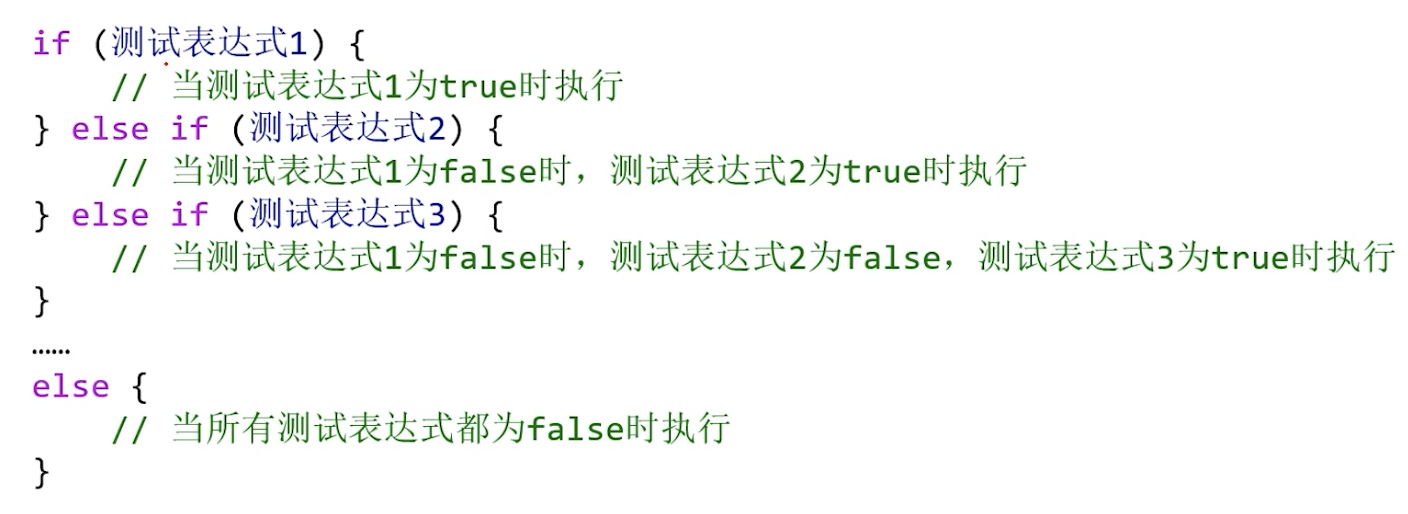 if (测试表达式1) {
    // 当测试表达式1为true时执行
} else if (测试表达式2) {
    // 当测试表达式1为false时，测试表达式2为true时执行
} else if (测试表达式3) {
    // 当测试表达式1为false时，测试表达式2为false，测试表达式3为true时执行
}
……
else {
    // 当所有测试表达式都为false时执行
}